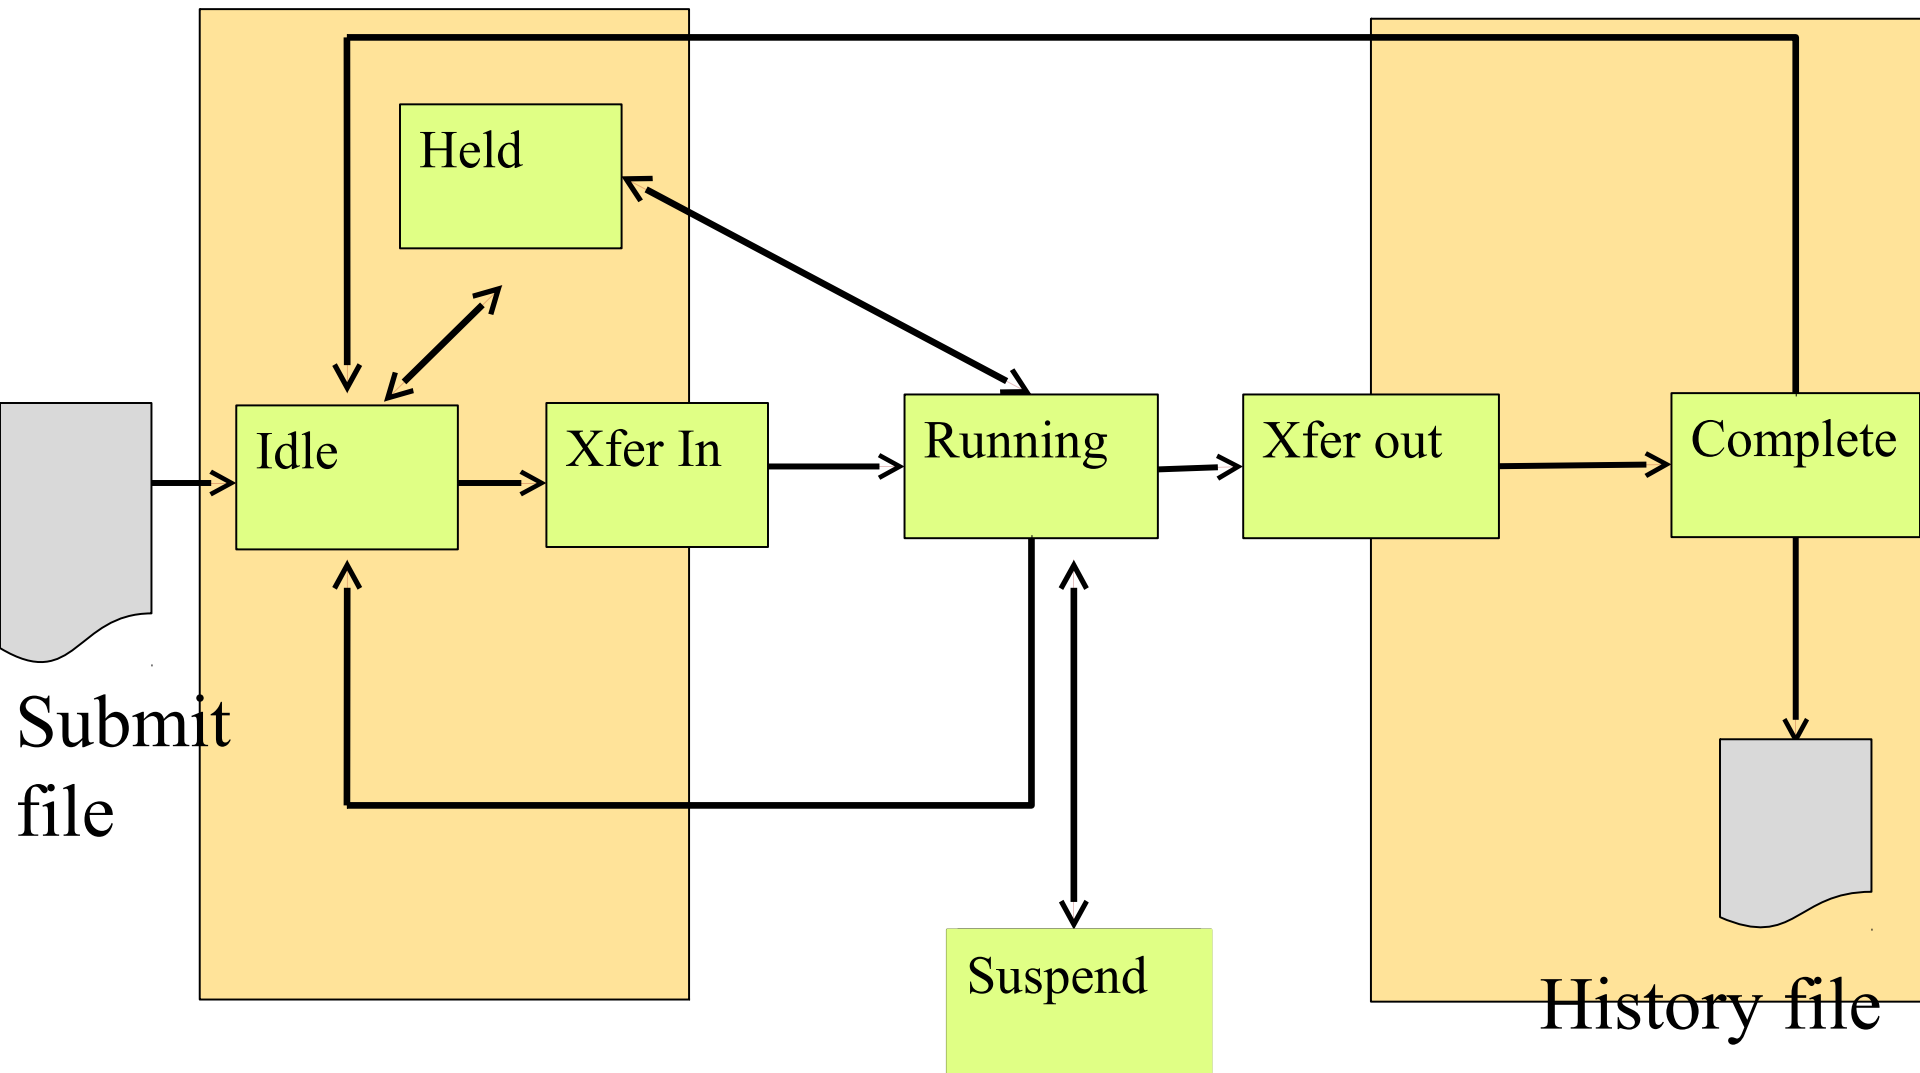 Held
Idle
Xfer In
Running
Xfer out
Complete
Submit
file
Suspend
History file